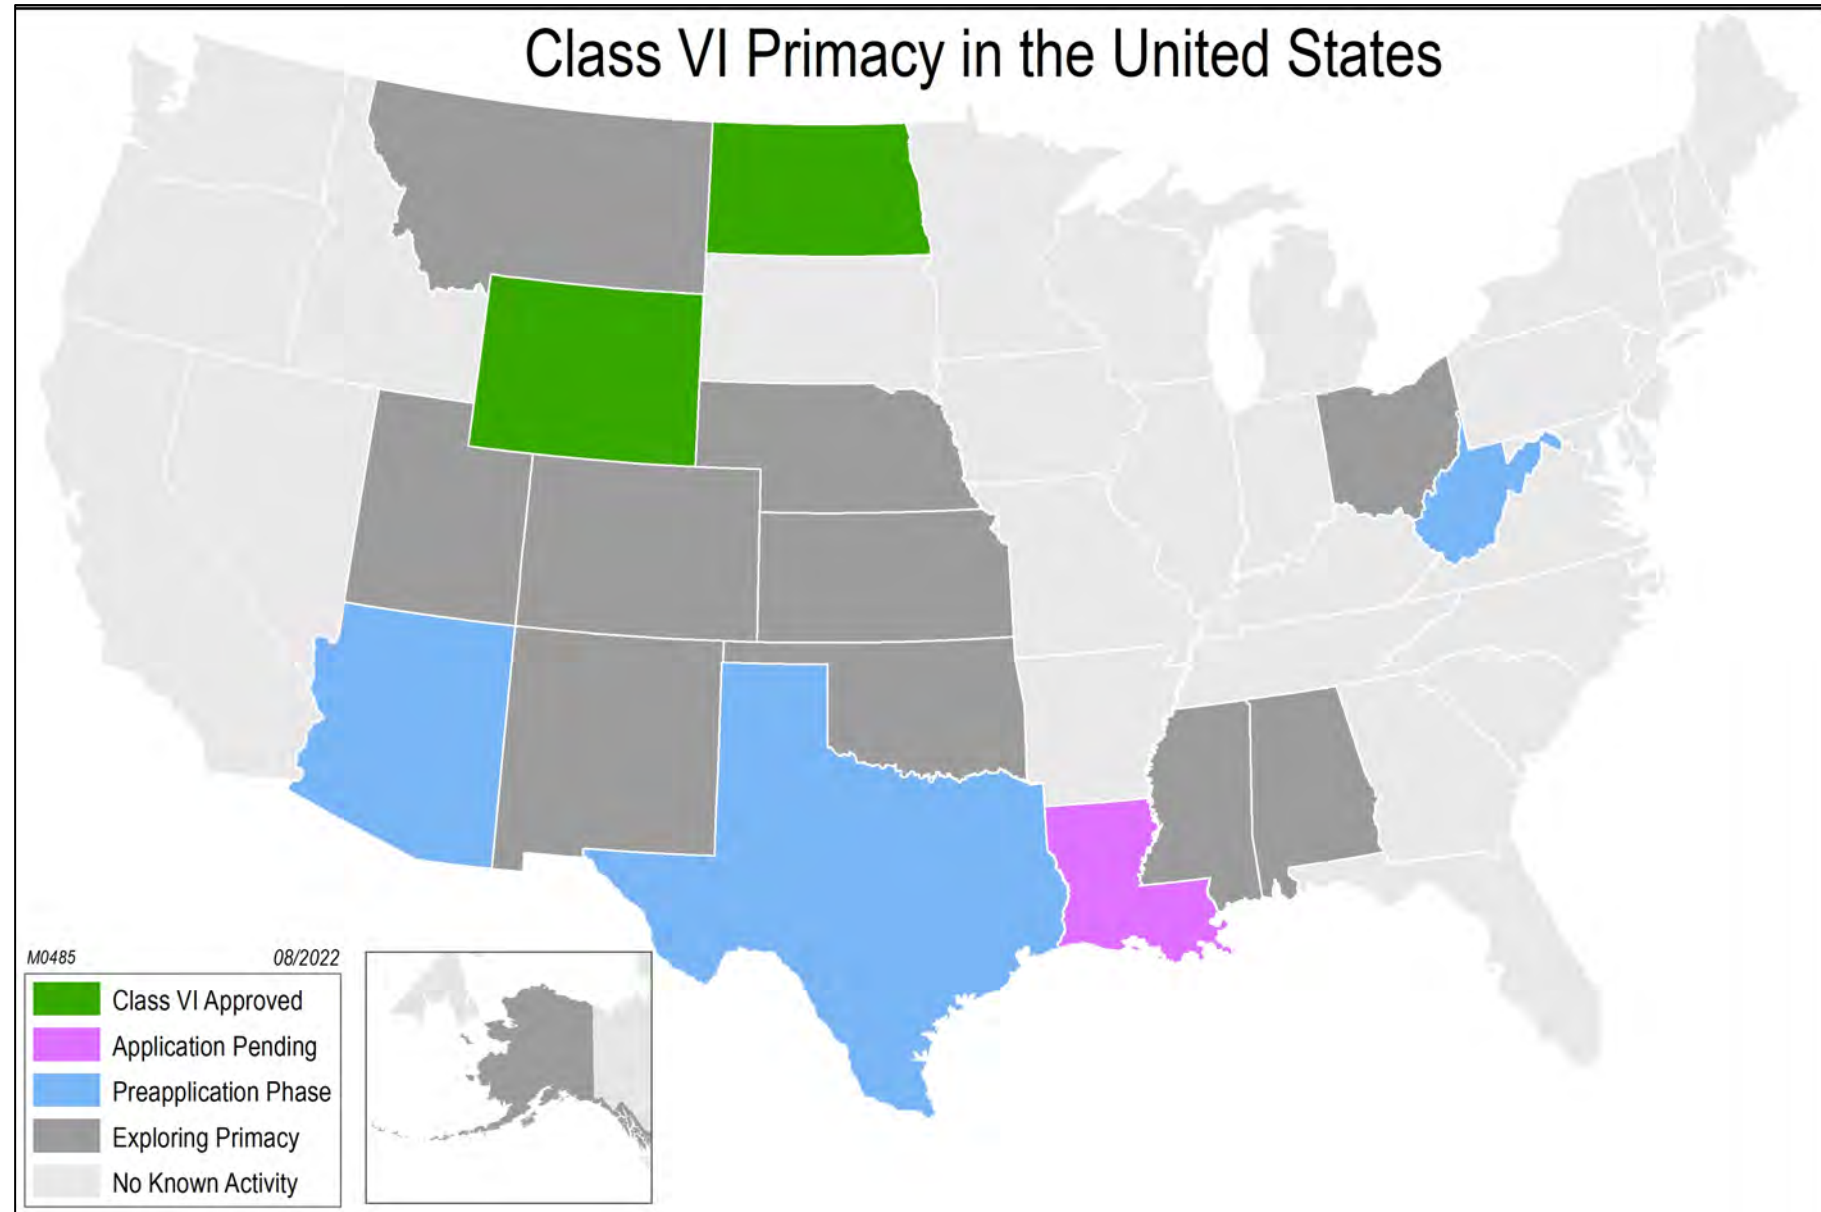 Class VI Primacy in the United States
M0485 08/2022
Class VI Approved
Application Pending
Preapplication Phase
Exploring Primacy
No Known Activity